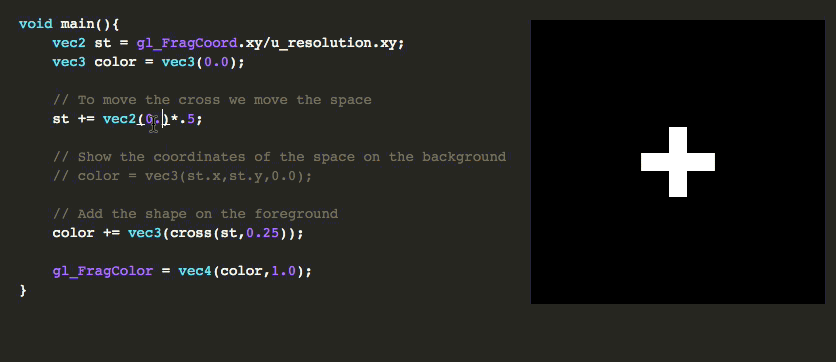 void main(){
vec2 st = gl_FragCoord.xy/u_resolution.xy;
vec3 color = vec3(0.0);
// To move the cross we move the space
st += vec2(0.)*.5;
// Show the coordinates of the space on the background
// color = vec3(st.x,st.y,0.0);
// Add the shape on the foreground
color += vec3(cross(st,0.25));
gl_FragColor = vec4(color,1.0);
}